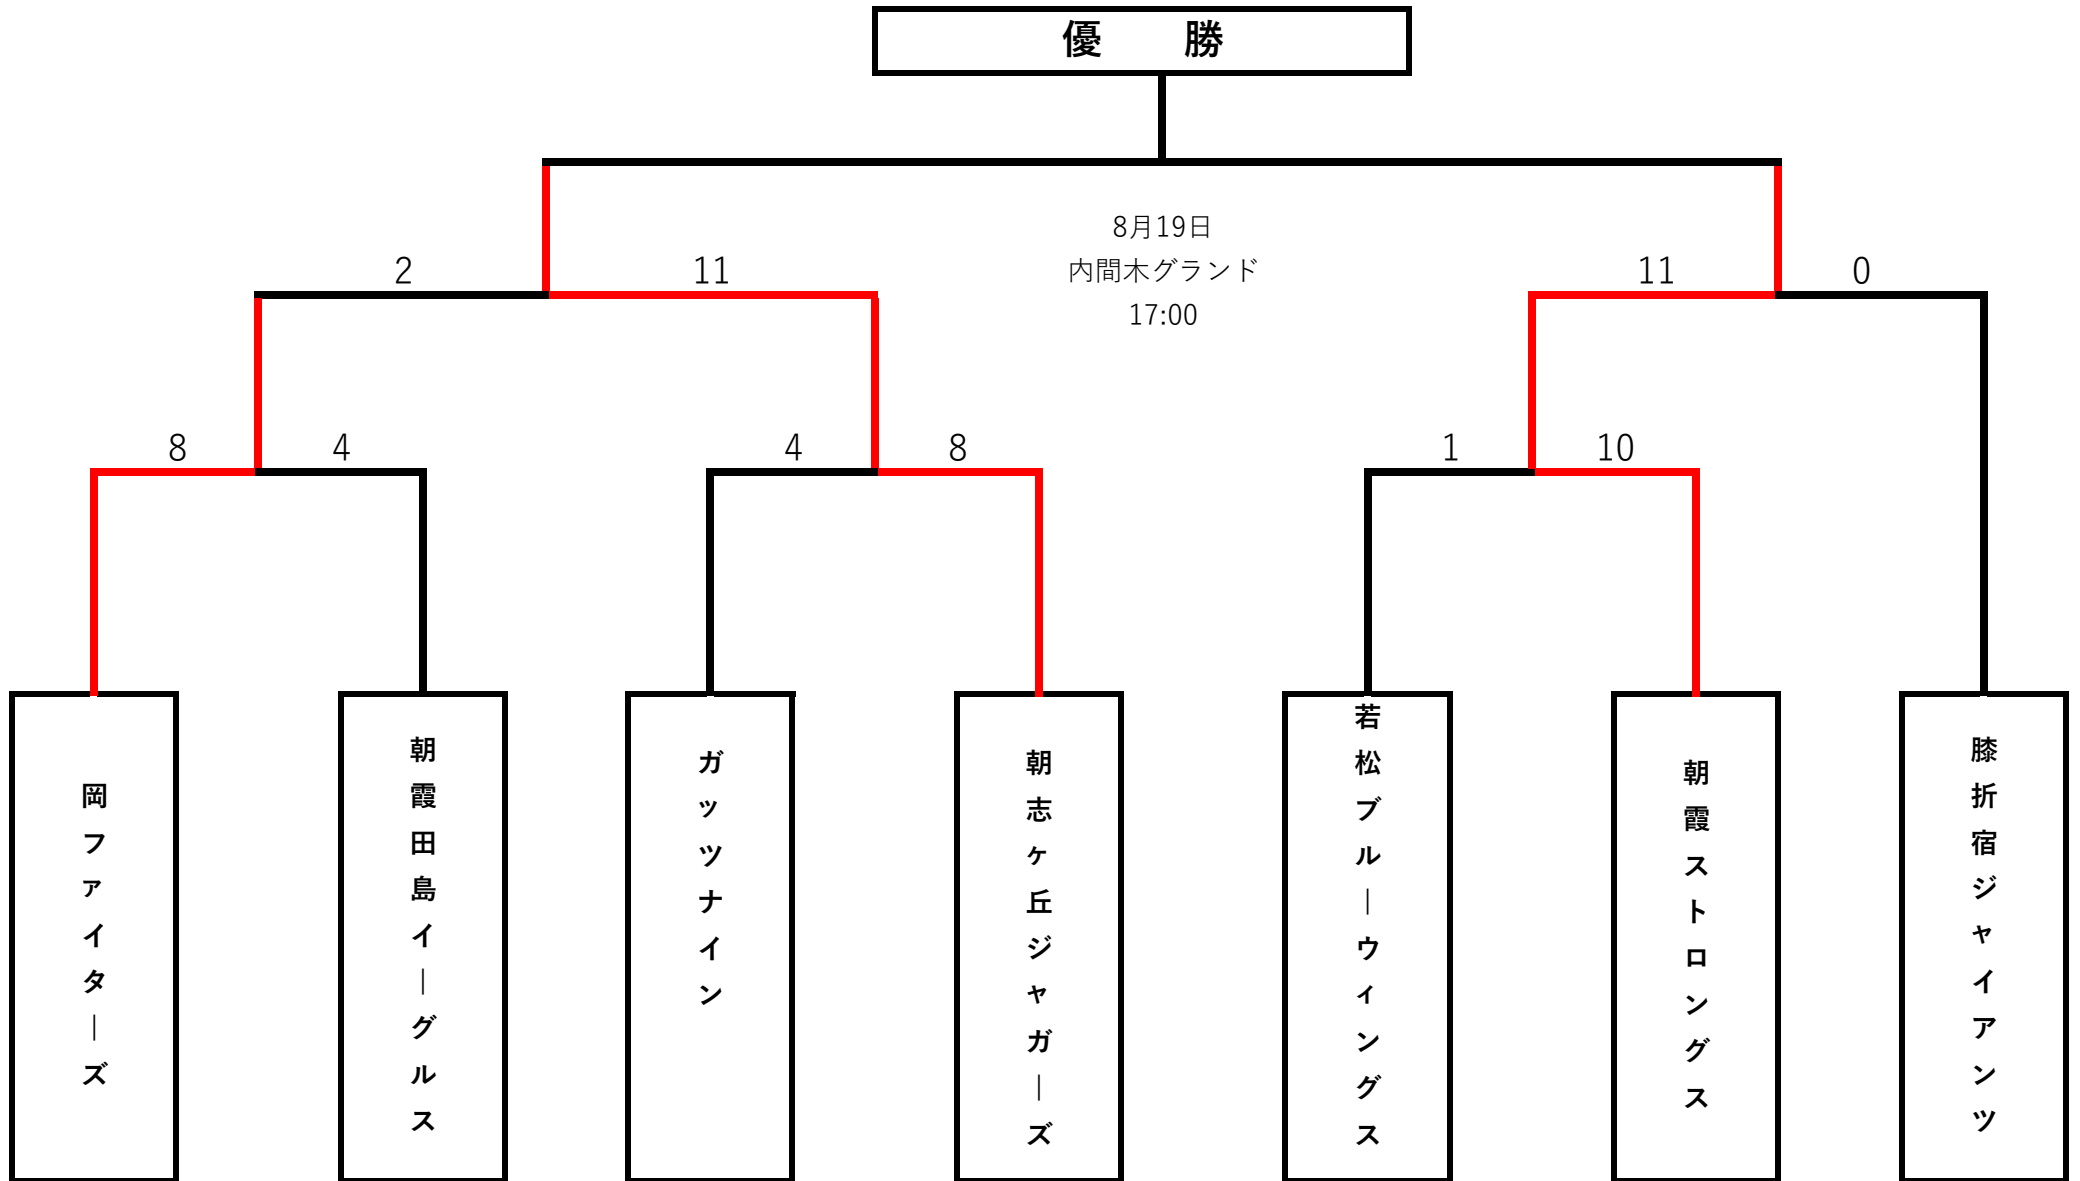 優　勝
8月19日
内間木グランド
17:00
2
11
11
0
8
4
4
8
1
10
岡ファイターズ
朝霞田島イーグルス
ガッツナイン
朝志ヶ丘ジャガーズ
若松ブルーウィングス
朝霞ストロングス
膝折宿ジャイアンツ